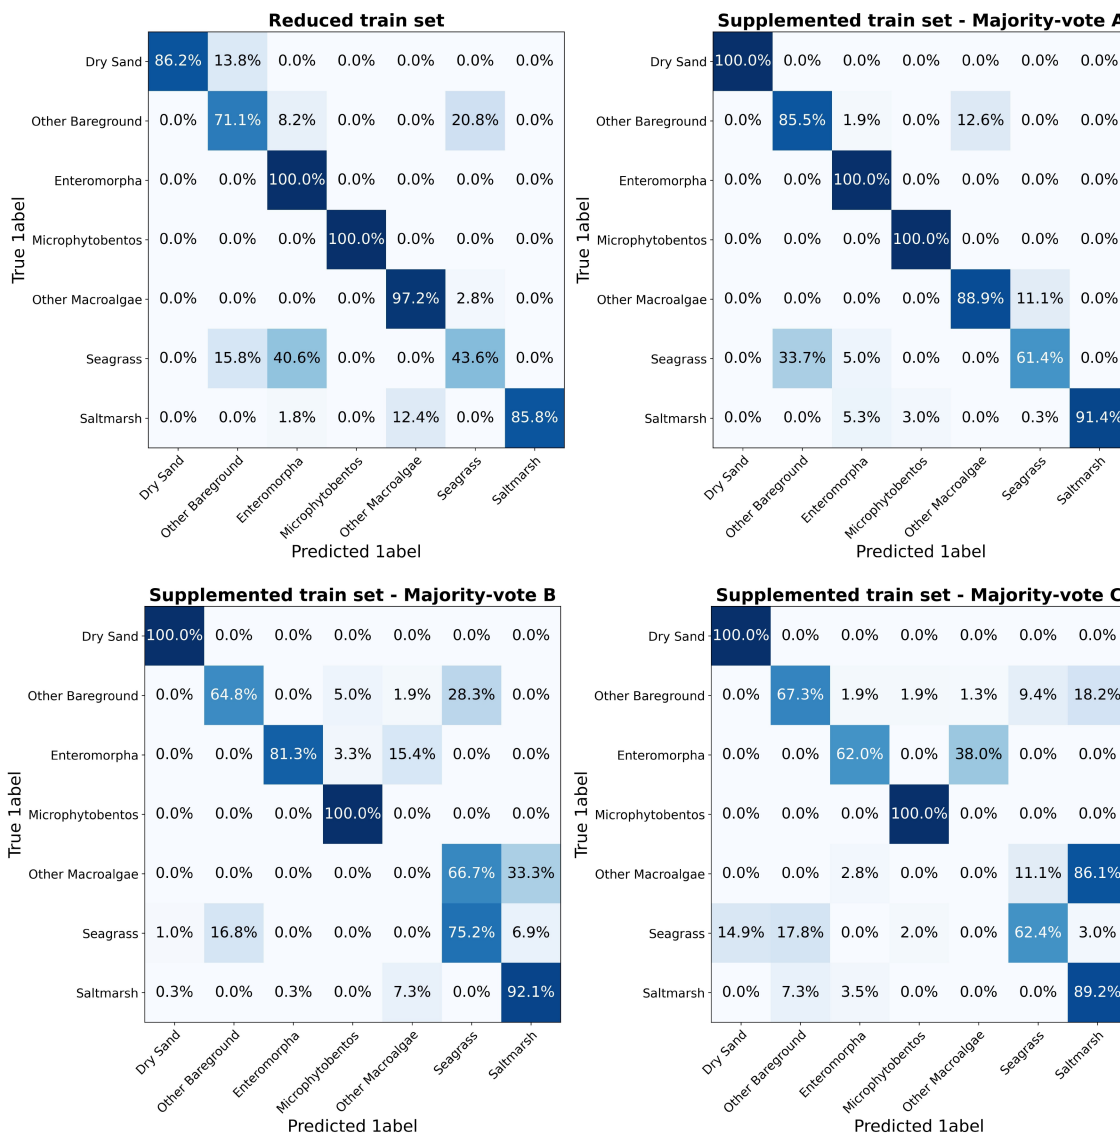 Reduced train set
Dry Sand 86.2% 13.8% 0.0% 0.0% 0.0% 0.0% 0.0%
Other Bareground 0.0% 71.1% 8.2% 0.0% 0.0% 20.8% 0.0%
Enteromorpha 0.0% 0.0% 100.0% 0.0% 0.0% 0.0% 0.0%
Microphytobentos 0.0% 0.0% 0.0% 100.0% 0.0% 0.0% 0.0%
Other Macroalgae 0.0% 0.0% 0.0% 0.0% 97.2% 2.8% 0.0%
Seagrass 0.0% 15.8% 40.6% 0.0% 0.0% 43.6% 0.0%
Saltmarsh 0.0% 0.0% 1.8% 0.0% 12.4% 0.0% 85.8%
True 1abel
Dry Sand
Other Bareground
Enteromorpha
Microphytobentos
Other Macroalgae
Seagrass
Saltmarsh
Predicted 1abel
Supplemented train set - Majority-vote A
Dry Sand 100.0% 0.0% 0.0% 0.0% 0.0% 0.0% 0.0%
Other Bareground 0.0% 85.5% 1.9% 0.0% 12.6% 0.0% 0.0%
Enteromorpha 0.0% 0.0% 100.0% 0.0% 0.0% 0.0% 0.0%
Microphytobentos 0.0% 0.0% 0.0% 100.0% 0.0% 0.0% 0.0%
Other Macroalgae 0.0% 0.0% 0.0% 0.0% 88.9% 11.1% 0.0%
Seagrass 0.0% 33.7% 5.0% 0.0% 0.0% 61.4% 0.0%
Saltmarsh 0.0% 0.0% 5.3% 3.0% 0.0% 0.3% 91.4%
True 1abel
Dry Sand
Other Bareground
Enteromorpha
Microphytobentos
Other Macroalgae
Seagrass
Saltmarsh
Predicted 1abel
Supplemented train set - Majority-vote B
Dry Sand 100.0% 0.0% 0.0% 0.0% 0.0% 0.0% 0.0%
Other Bareground 0.0% 64.8% 0.0% 5.0% 1.9% 28.3% 0.0%
Enteromorpha 0.0% 0.0% 81.3% 3.3% 15.4% 0.0% 0.0%
Microphytobentos 0.0% 0.0% 0.0% 100.0% 0.0% 0.0% 0.0%
Other Macroalgae 0.0% 0.0% 0.0% 0.0% 0.0% 66.7% 33.3%
Seagrass 1.0% 16.8% 0.0% 0.0% 0.0% 75.2% 6.9%
Saltmarsh 0.3% 0.0% 0.3% 0.0% 7.3% 0.0% 92.1%
True 1abel
Dry Sand
Other Bareground
Enteromorpha
Microphytobentos
Other Macroalgae
Seagrass
Saltmarsh
Predicted 1abel
Supplemented train set - Majority-vote C
Dry Sand 100.0% 0.0% 0.0% 0.0% 0.0% 0.0% 0.0%
Other Bareground 0.0% 67.3% 1.9% 1.9% 1.3% 9.4% 18.2%
Enteromorpha 0.0% 0.0% 62.0% 0.0% 38.0% 0.0% 0.0%
Microphytobentos 0.0% 0.0% 0.0% 100.0% 0.0% 0.0% 0.0%
Other Macroalgae 0.0% 0.0% 2.8% 0.0% 0.0% 11.1% 86.1%
Seagrass 14.9% 17.8% 0.0% 2.0% 0.0% 62.4% 3.0%
Saltmarsh 0.0% 7.3% 3.5% 0.0% 0.0% 0.0% 89.2%
True 1abel
Dry Sand
Other Bareground
Enteromorpha
Microphytobentos
Other Macroalgae
Seagrass
Saltmarsh
Predicted 1abel